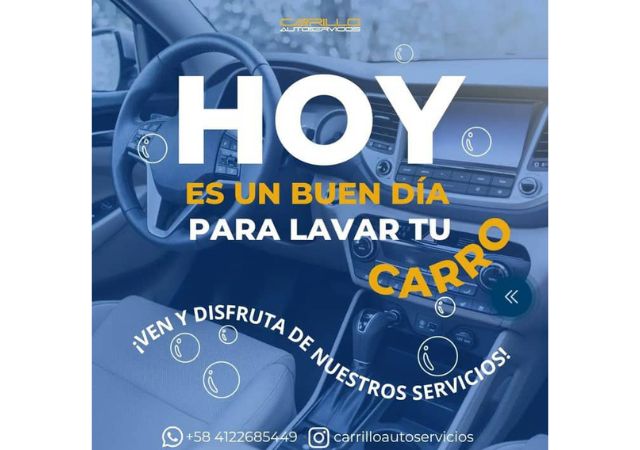 CARRILLO
AUTOSERVICIOS
HOY
ES UN BUEN DÍA
PARA LAVAR TU
CARRO
¡VEN Y DISFRUTA DE NUESTROS SERVICIOS!
+58 4122685449 carrilloautoservicios